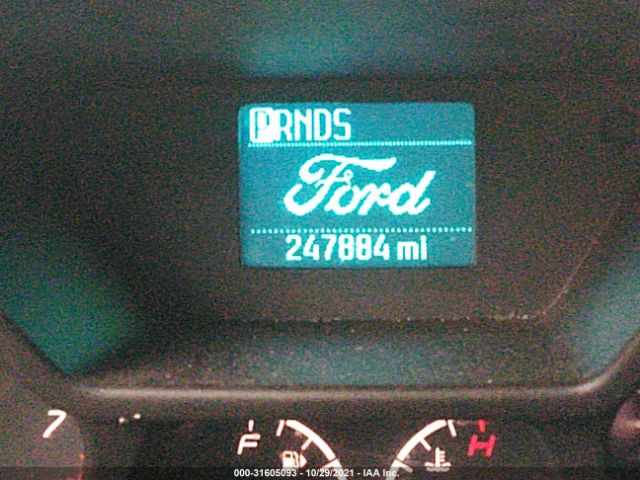 PRNDS
Ford
247884 mi
7
F
H
000-31605093 - 10/29/2021 - IAA Inc.